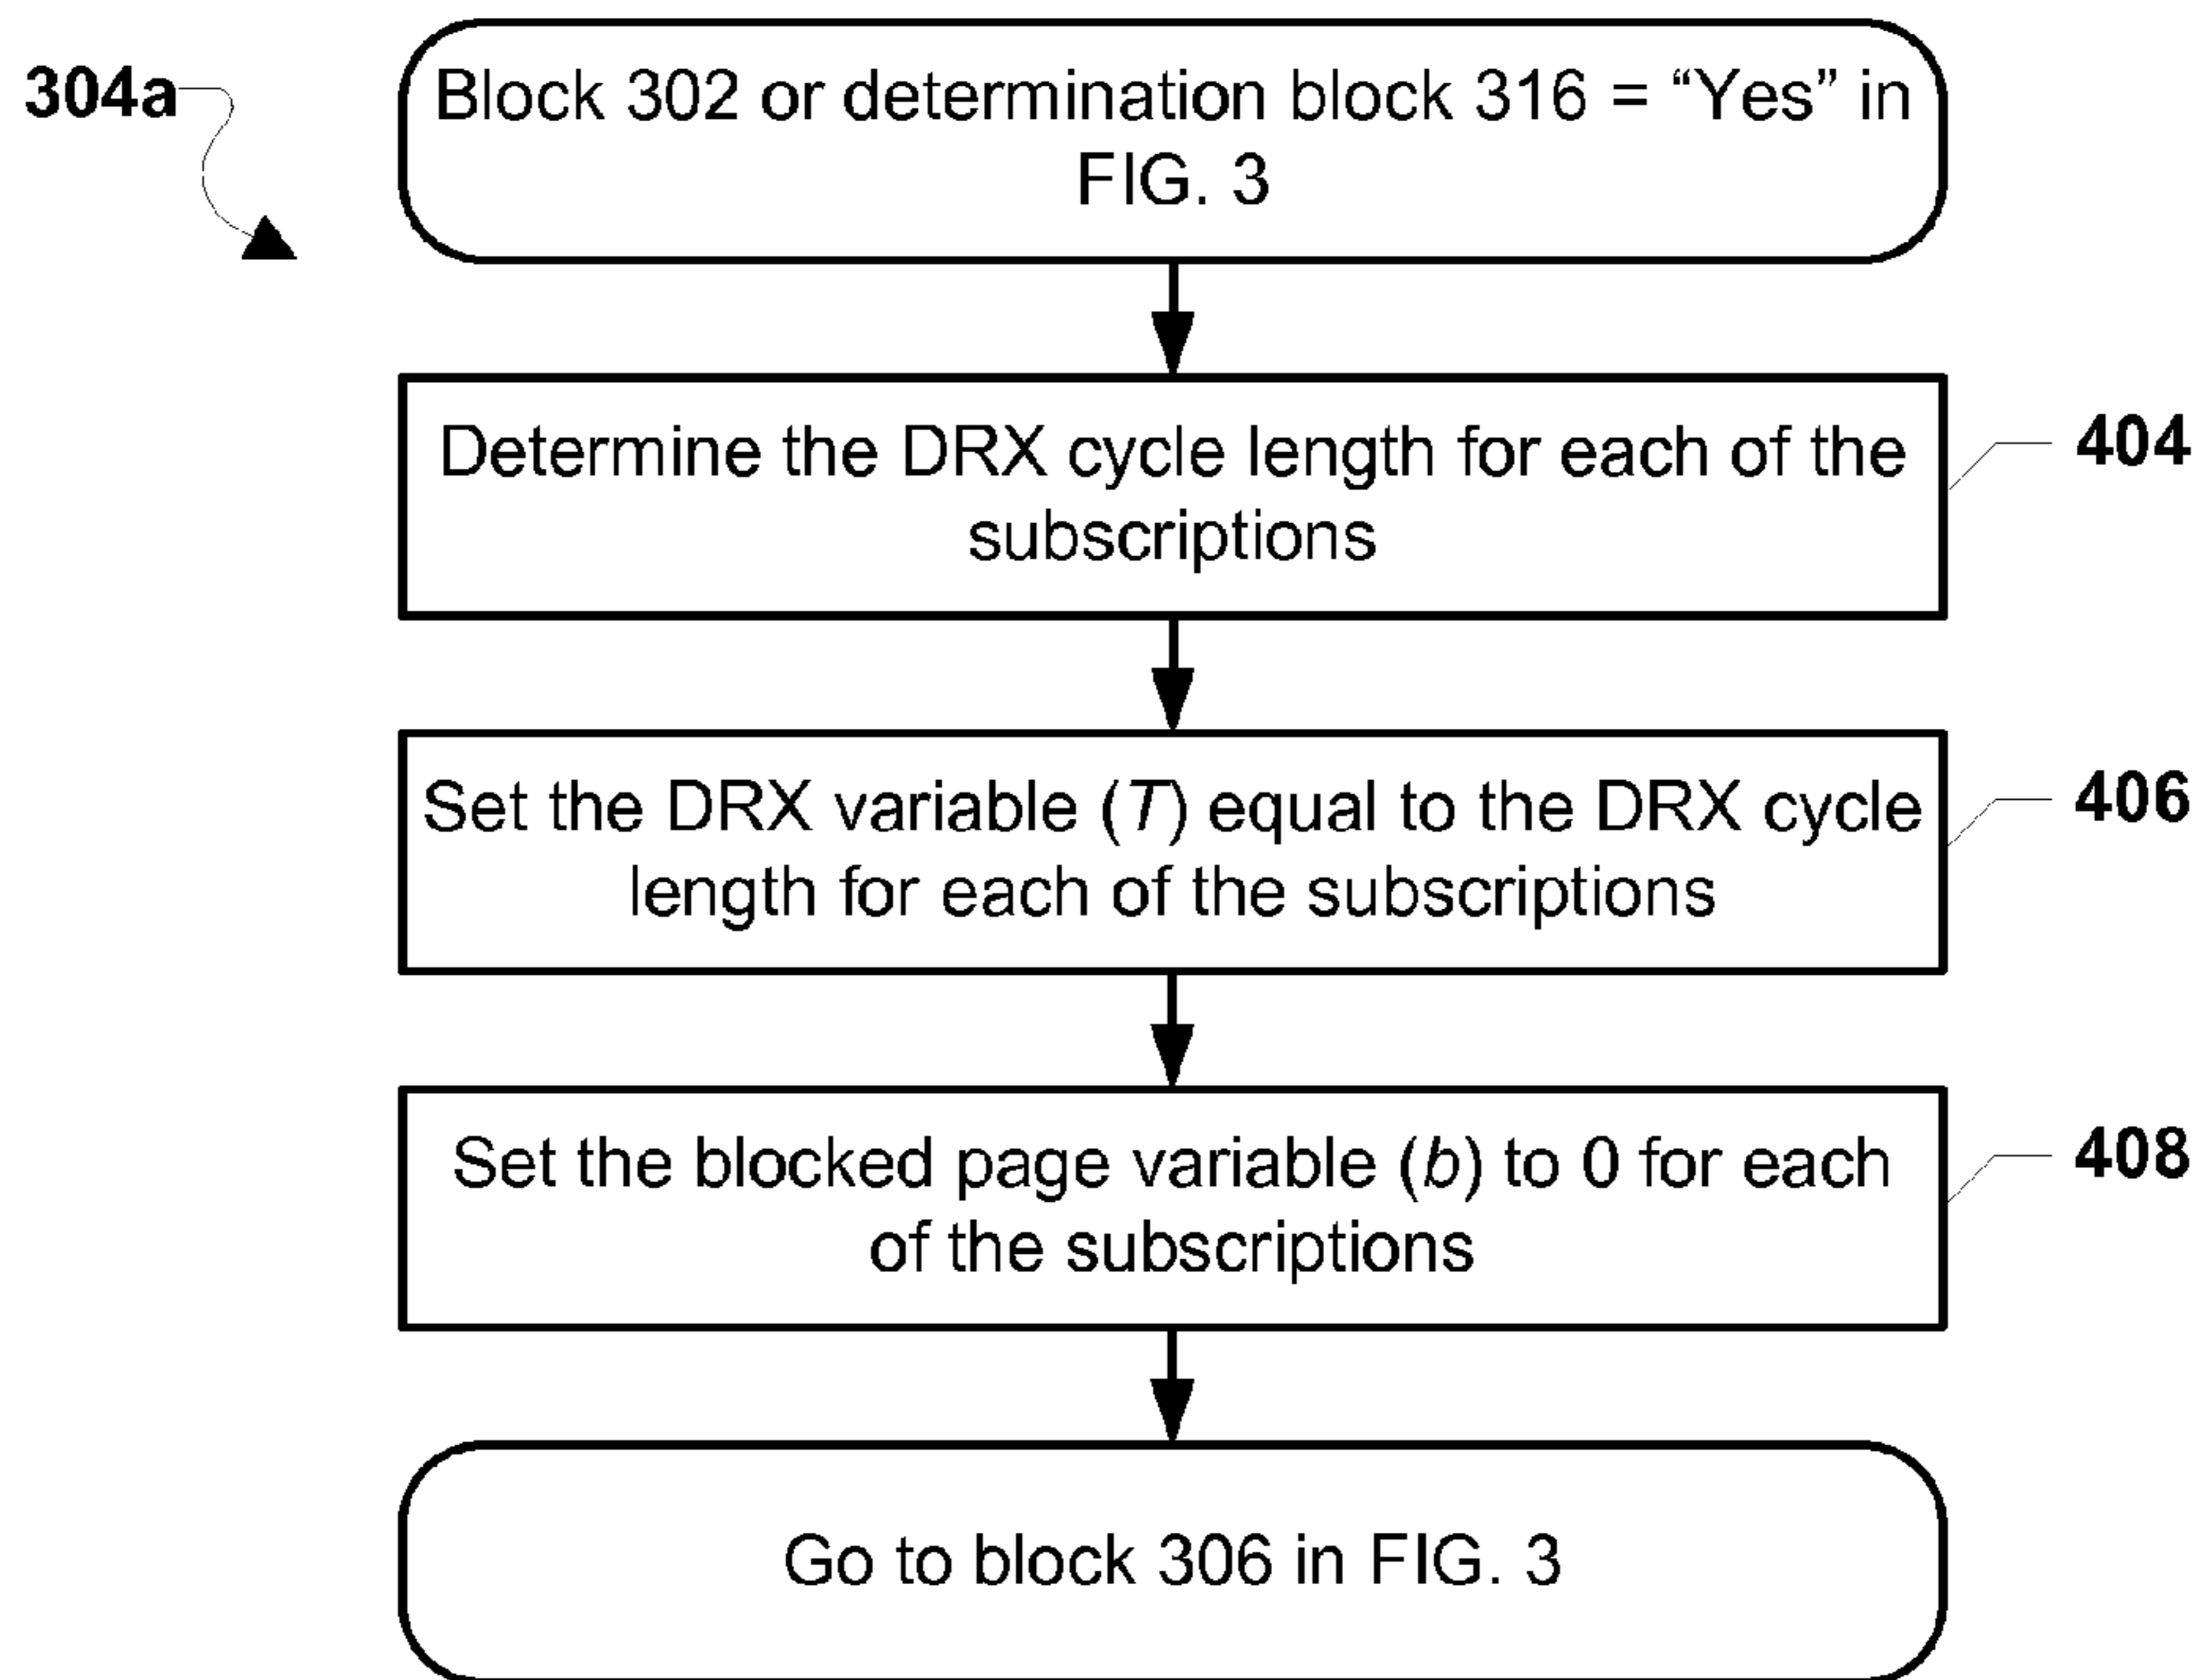 304a
Block 302 or determination block 316 = “Yes” in
FIG. 3
Determine the DRX cycle length for each of the
subscriptions
404
Set the DRX variable (T) equal to the DRX cycle
length for each of the subscriptions
406
Set the blocked page variable (b) to 0 for each
of the subscriptions
408
Go to block 306 in FIG. 3